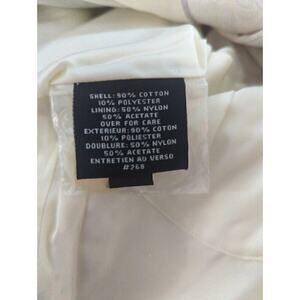 SHELL: 90% COTTON
10% POLYESTER
LINING: 50% NYLON
50% ACETATE
OVER FOR CARE
EXTERIEUR: 90% COTON
10% POLIESTER
DOUBLURE: 50% NYLON
50% ACETATE
ENTRETIEN AU VERSO
#268